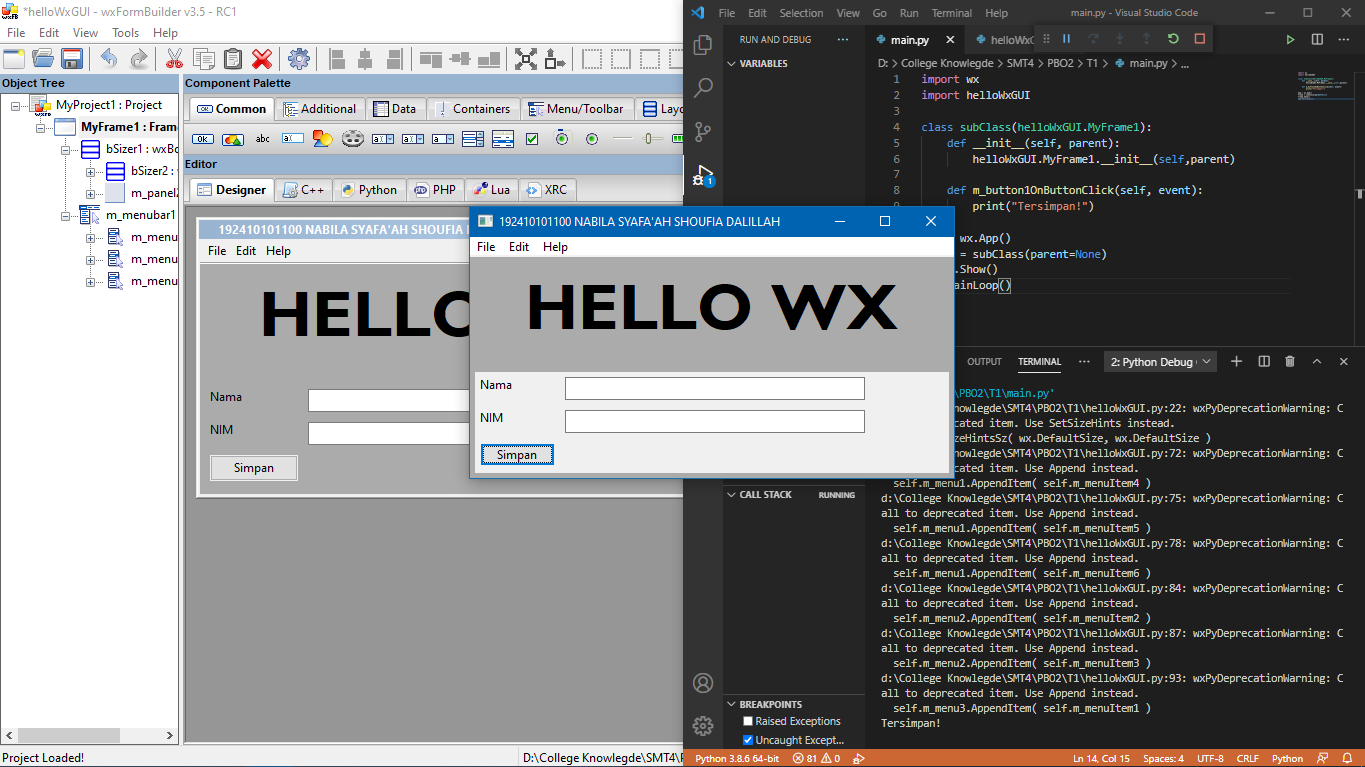 *helloWxGUI - wxFormBuilder v3.5 - RC1
File Edit View Tools Help
Object Tree
MyProject1 : Project
MyFrame1 : Frame
bSizer1 : wxBo
bSizer2 :
m_panel2
m_menubar1
m_menu
m_menu
m_menu
Component Palette
Common Additional Data Containers Menu/Toolbar Layo
Ok abc
Editor
Designer C++ Python PHP Lua XRC
192410101100 NABILA SYAFA'AH SHOUFIA
File Edit Help
HELLO
Nama
NIM
Simpan
192410101100 NABILA SYAFA'AH SHOUFIA DALILLAH
File Edit Help
HELLO WX
Nama
NIM
Simpan
Project Loaded!
D:\College Knowlegde\SMT4\
File Edit Selection View Go Run Terminal Help main.py - Visual Studio Code
RUN AND DEBUG ...
VARIABLES
main.py helloWxG
D: > College Knowlegde > SMT4 > PBO2 > T1 > main.py > ...
1 import wx
2 import helloWxGUI
3
4 class subClass(helloWxGUI.MyFrame1):
5 def __init__(self, parent):
6 helloWxGUI.MyFrame1.__init__(self,parent)
7
8 def m_button1OnButtonClick(self, event):
9 print("Tersimpan!")
wx.App()
= subClass(parent=None)
.Show()
ainLoop()
OUTPUT TERMINAL ... 2: Python Debug
\PBO2\T1\main.py'
nowlegde\SMT4\PBO2\T1\helloWxGUI.py:22: wxPyDeprecationWarning: C
cated item. Use SetSizeHints instead.
zeHintsSz( wx.DefaultSize, wx.DefaultSize )
nowlegde\SMT4\PBO2\T1\helloWxGUI.py:72: wxPyDeprecationWarning: C
cated item. Use Append instead.
self.m_menu1.AppendItem( self.m_menuItem4 )
d:\College Knowlegde\SMT4\PBO2\T1\helloWxGUI.py:75: wxPyDeprecationWarning: C
all to deprecated item. Use Append instead.
self.m_menu1.AppendItem( self.m_menuItem5 )
d:\College Knowlegde\SMT4\PBO2\T1\helloWxGUI.py:78: wxPyDeprecationWarning: C
all to deprecated item. Use Append instead.
self.m_menu1.AppendItem( self.m_menuItem6 )
d:\College Knowlegde\SMT4\PBO2\T1\helloWxGUI.py:84: wxPyDeprecationWarning: C
all to deprecated item. Use Append instead.
self.m_menu2.AppendItem( self.m_menuItem2 )
d:\College Knowlegde\SMT4\PBO2\T1\helloWxGUI.py:87: wxPyDeprecationWarning: C
all to deprecated item. Use Append instead.
self.m_menu2.AppendItem( self.m_menuItem3 )
d:\College Knowlegde\SMT4\PBO2\T1\helloWxGUI.py:93: wxPyDeprecationWarning: C
all to deprecated item. Use Append instead.
self.m_menu3.AppendItem( self.m_menuItem1 )
Tersimpan!
CALL STACK RUNNING
1
BREAKPOINTS
Raised Exceptions
Uncaught Except...
Python 3.8.6 64-bit 81 0 Ln 14, Col 15 Spaces: 4 UTF-8 CRLF Python